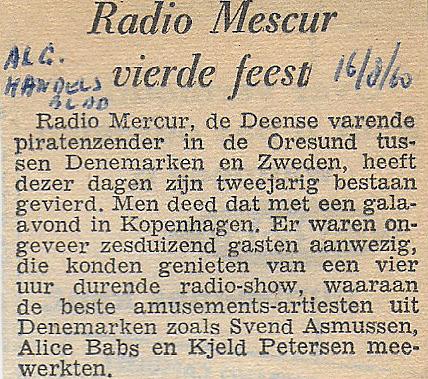 Radio Mescur
ALG.
HANDELS
BLAD
vierde feest
16/8/60
Radio Mercur, de Deense varende
piratenzender in de Oresund tus-
sen Denemarken en Zweden, heeft
dezer dagen zijn tweejarig bestaan
gevierd. Men deed dat met een gala-
avond in Kopenhagen. Er waren on-
geveer zesduizend gasten aanwezig,
die konden genieten van een vier
uur durende radio-show, waaraan
de beste amusements-artiesten uit
Denemarken zoals Svend Asmussen,
Alice Babs en Kjeld Petersen mee-
werkten.